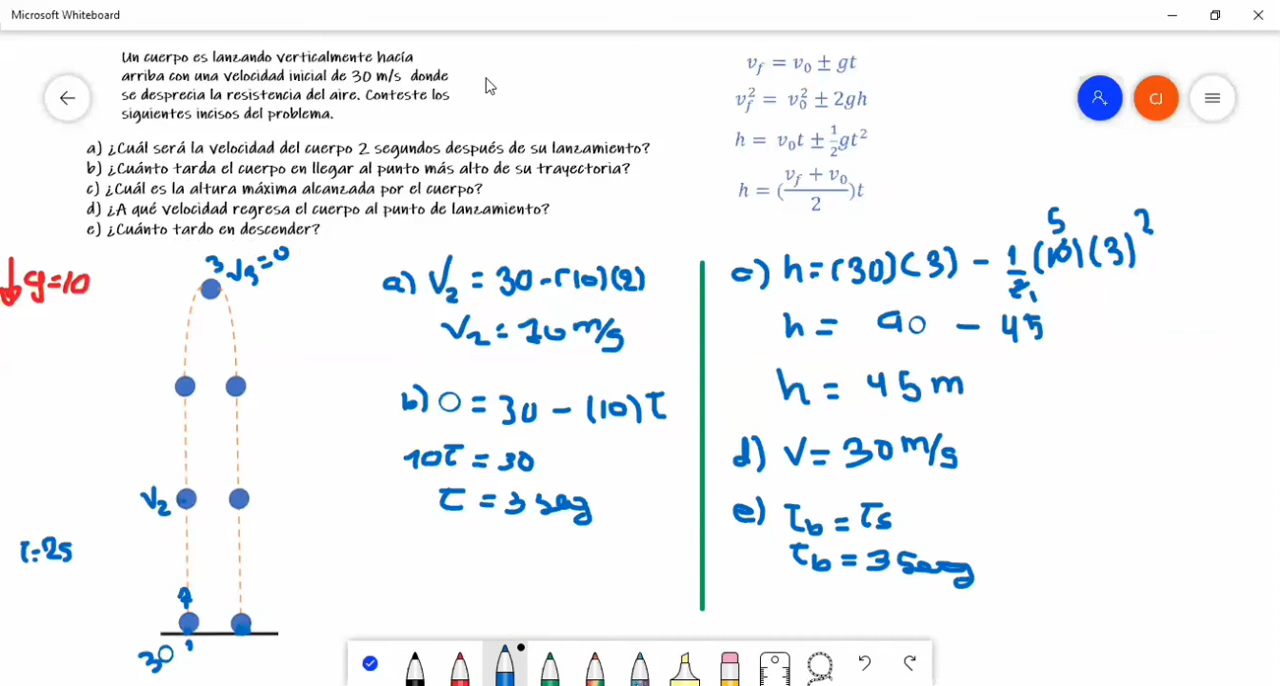 Microsoft Whiteboard
Un cuerpo es lanzando verticalmente hacía
arriba con una velocidad inicial de 30 m/s donde
se desprecia la resistencia del aire. Conteste los
siguientes incisos del problema.
a) ¿Cuál será la velocidad del cuerpo 2 segundos después de su lanzamiento?
b) ¿Cuánto tarda el cuerpo en llegar al punto más alto de su trayectoria?
c) ¿Cuál es la altura máxima alcanzada por el cuerpo?
d) ¿A qué velocidad regresa el cuerpo al punto de lanzamiento?
e) ¿Cuánto tardo en descender?
v_f = v_0 ± gt
v_f^2 = v_0^2 ± 2gh
h = v_0t ± 1/2 gt^2
h = ((v_f + v_0)/2)t
CJ
g=10
3 V3=0
V2
t=2s
30
a) V2 = 30-(10)(2)
V2 = 10 m/s
b) 0 = 30 - (10)t
10t = 30
t = 3 seg
c) h = (30)(3) - 1/2 (10)(3)^2
5
1
h = 90 - 45
h = 45 m
d) V = 30 m/s
e) tb = ts
tb = 3 seg